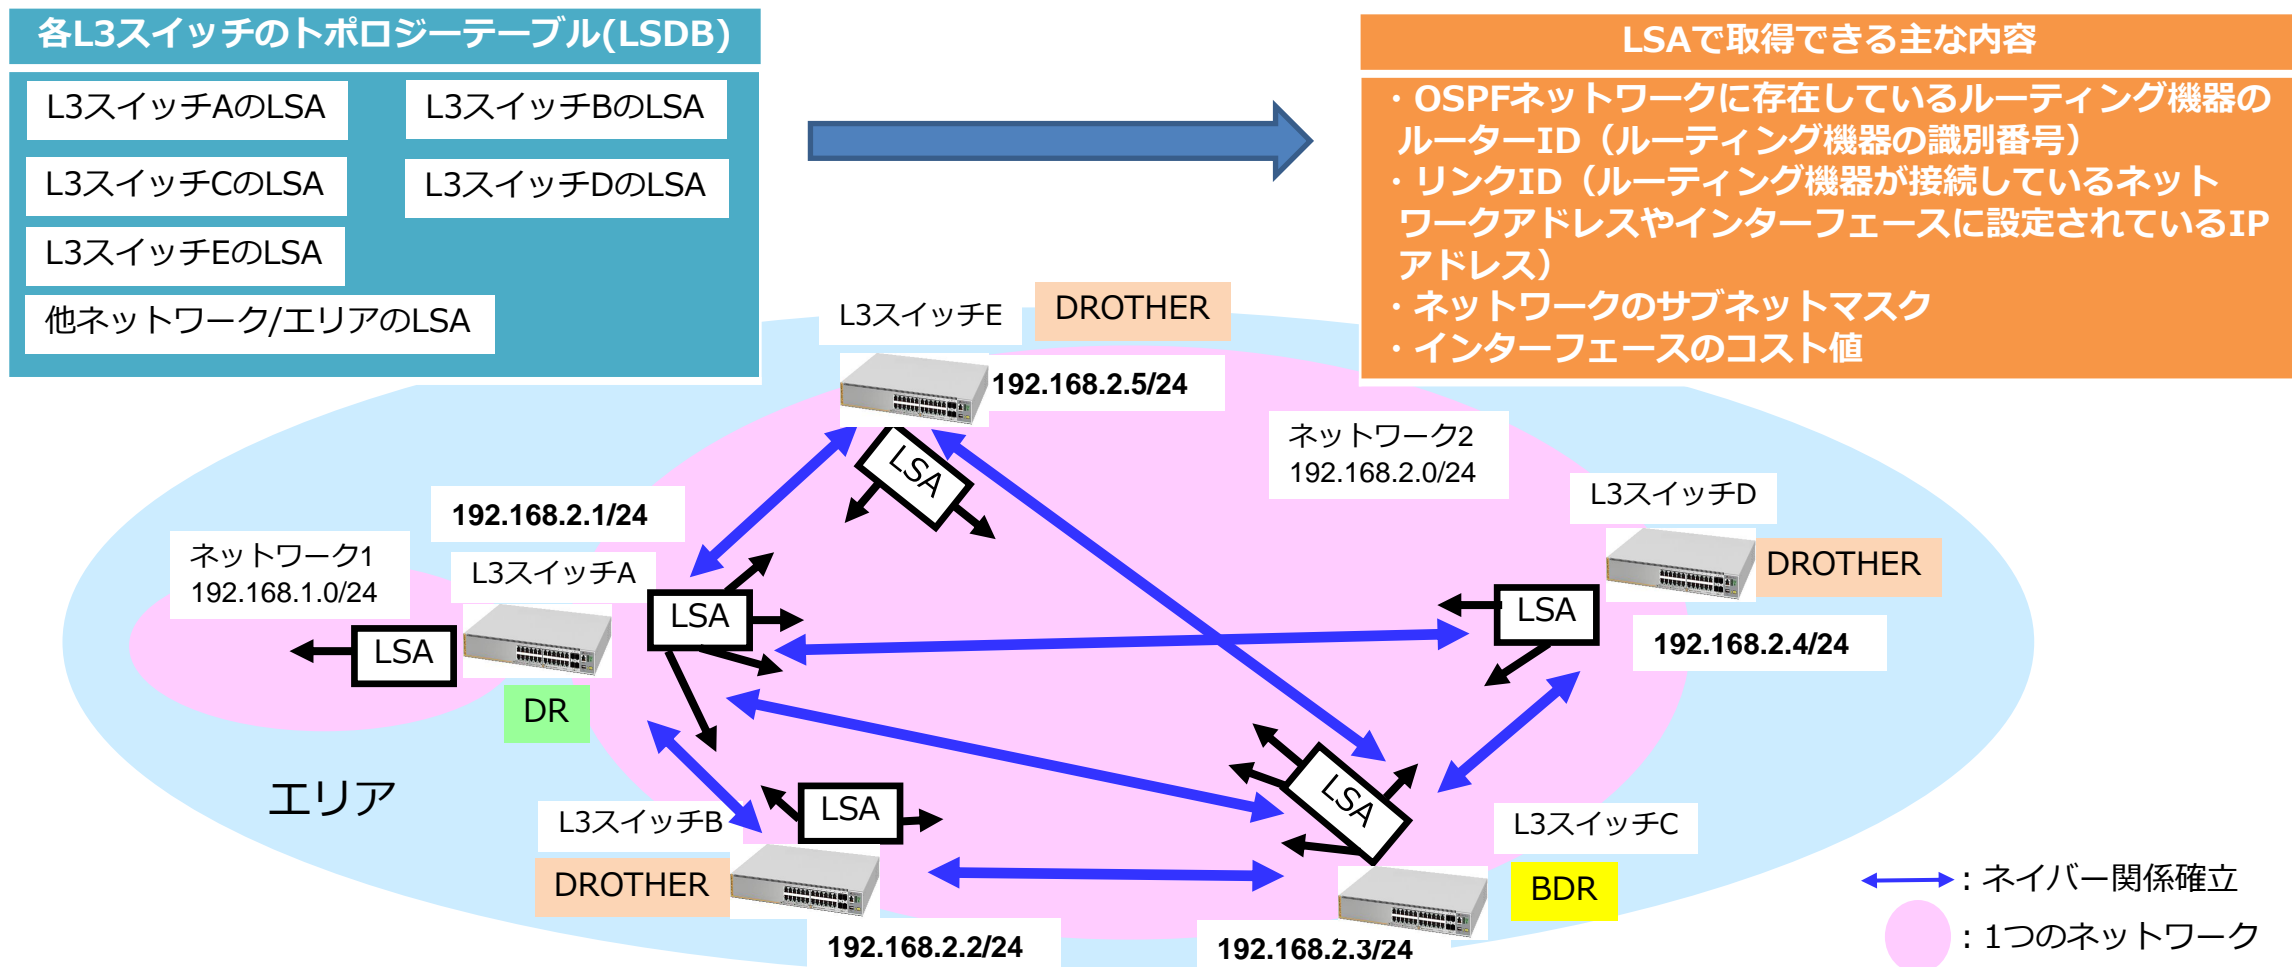 各L3スイッチのトポロジーテーブル(LSDB)
L3スイッチAのLSA
L3スイッチBのLSA
L3スイッチCのLSA
L3スイッチDのLSA
L3スイッチEのLSA
他ネットワーク/エリアのLSA
LSAで取得できる主な内容
・OSPFネットワークに存在しているルーティング機器の
ルーターID（ルーティング機器の識別番号）
・リンクID（ルーティング機器が接続しているネット
ワークアドレスやインターフェースに設定されているIP
アドレス）
・ネットワークのサブネットマスク
・インターフェースのコスト値
L3スイッチE
DROTHER
192.168.2.5/24
LSA
ネットワーク2
192.168.2.0/24
L3スイッチD
DROTHER
LSA
192.168.2.4/24
192.168.2.1/24
ネットワーク1
192.168.1.0/24
L3スイッチA
LSA
LSA
DR
エリア
L3スイッチB
LSA
DROTHER
192.168.2.2/24
LSA
L3スイッチC
BDR
192.168.2.3/24
：ネイバー関係確立
：1つのネットワーク